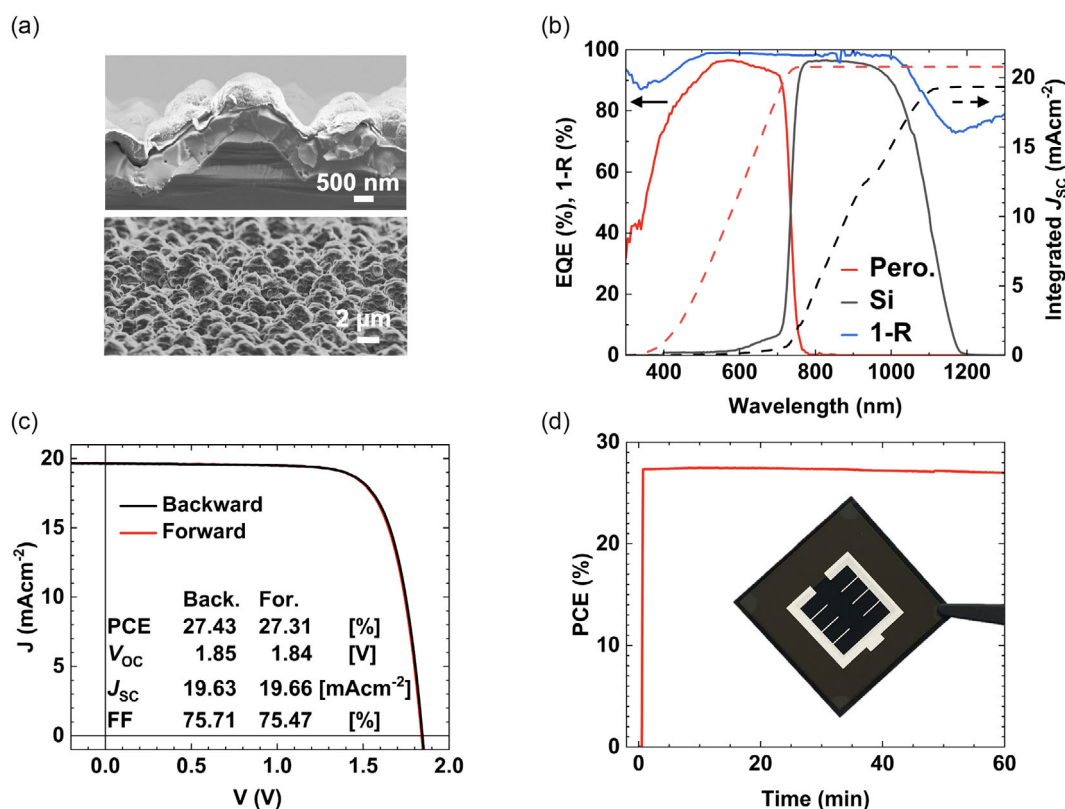 (a)
500 nm
2 µm
(b)
100
80
60
40
20
0
EQE (%), 1-R (%)
20
15
10
5
0
Integrated JSC (mAcm-2)
Pero.
Si
1-R
400 600 800 1000 1200
Wavelength (nm)
(c)
20
15
10
5
0
J (mAcm-2)
Backward
Forward
Back. For.
PCE 27.43 27.31 [%]
VOC 1.85 1.84 [V]
JSC 19.63 19.66 [mAcm-2]
FF 75.71 75.47 [%]
0.0 0.5 1.0 1.5 2.0
V (V)
(d)
30
20
10
0
PCE (%)
0 20 40 60
Time (min)